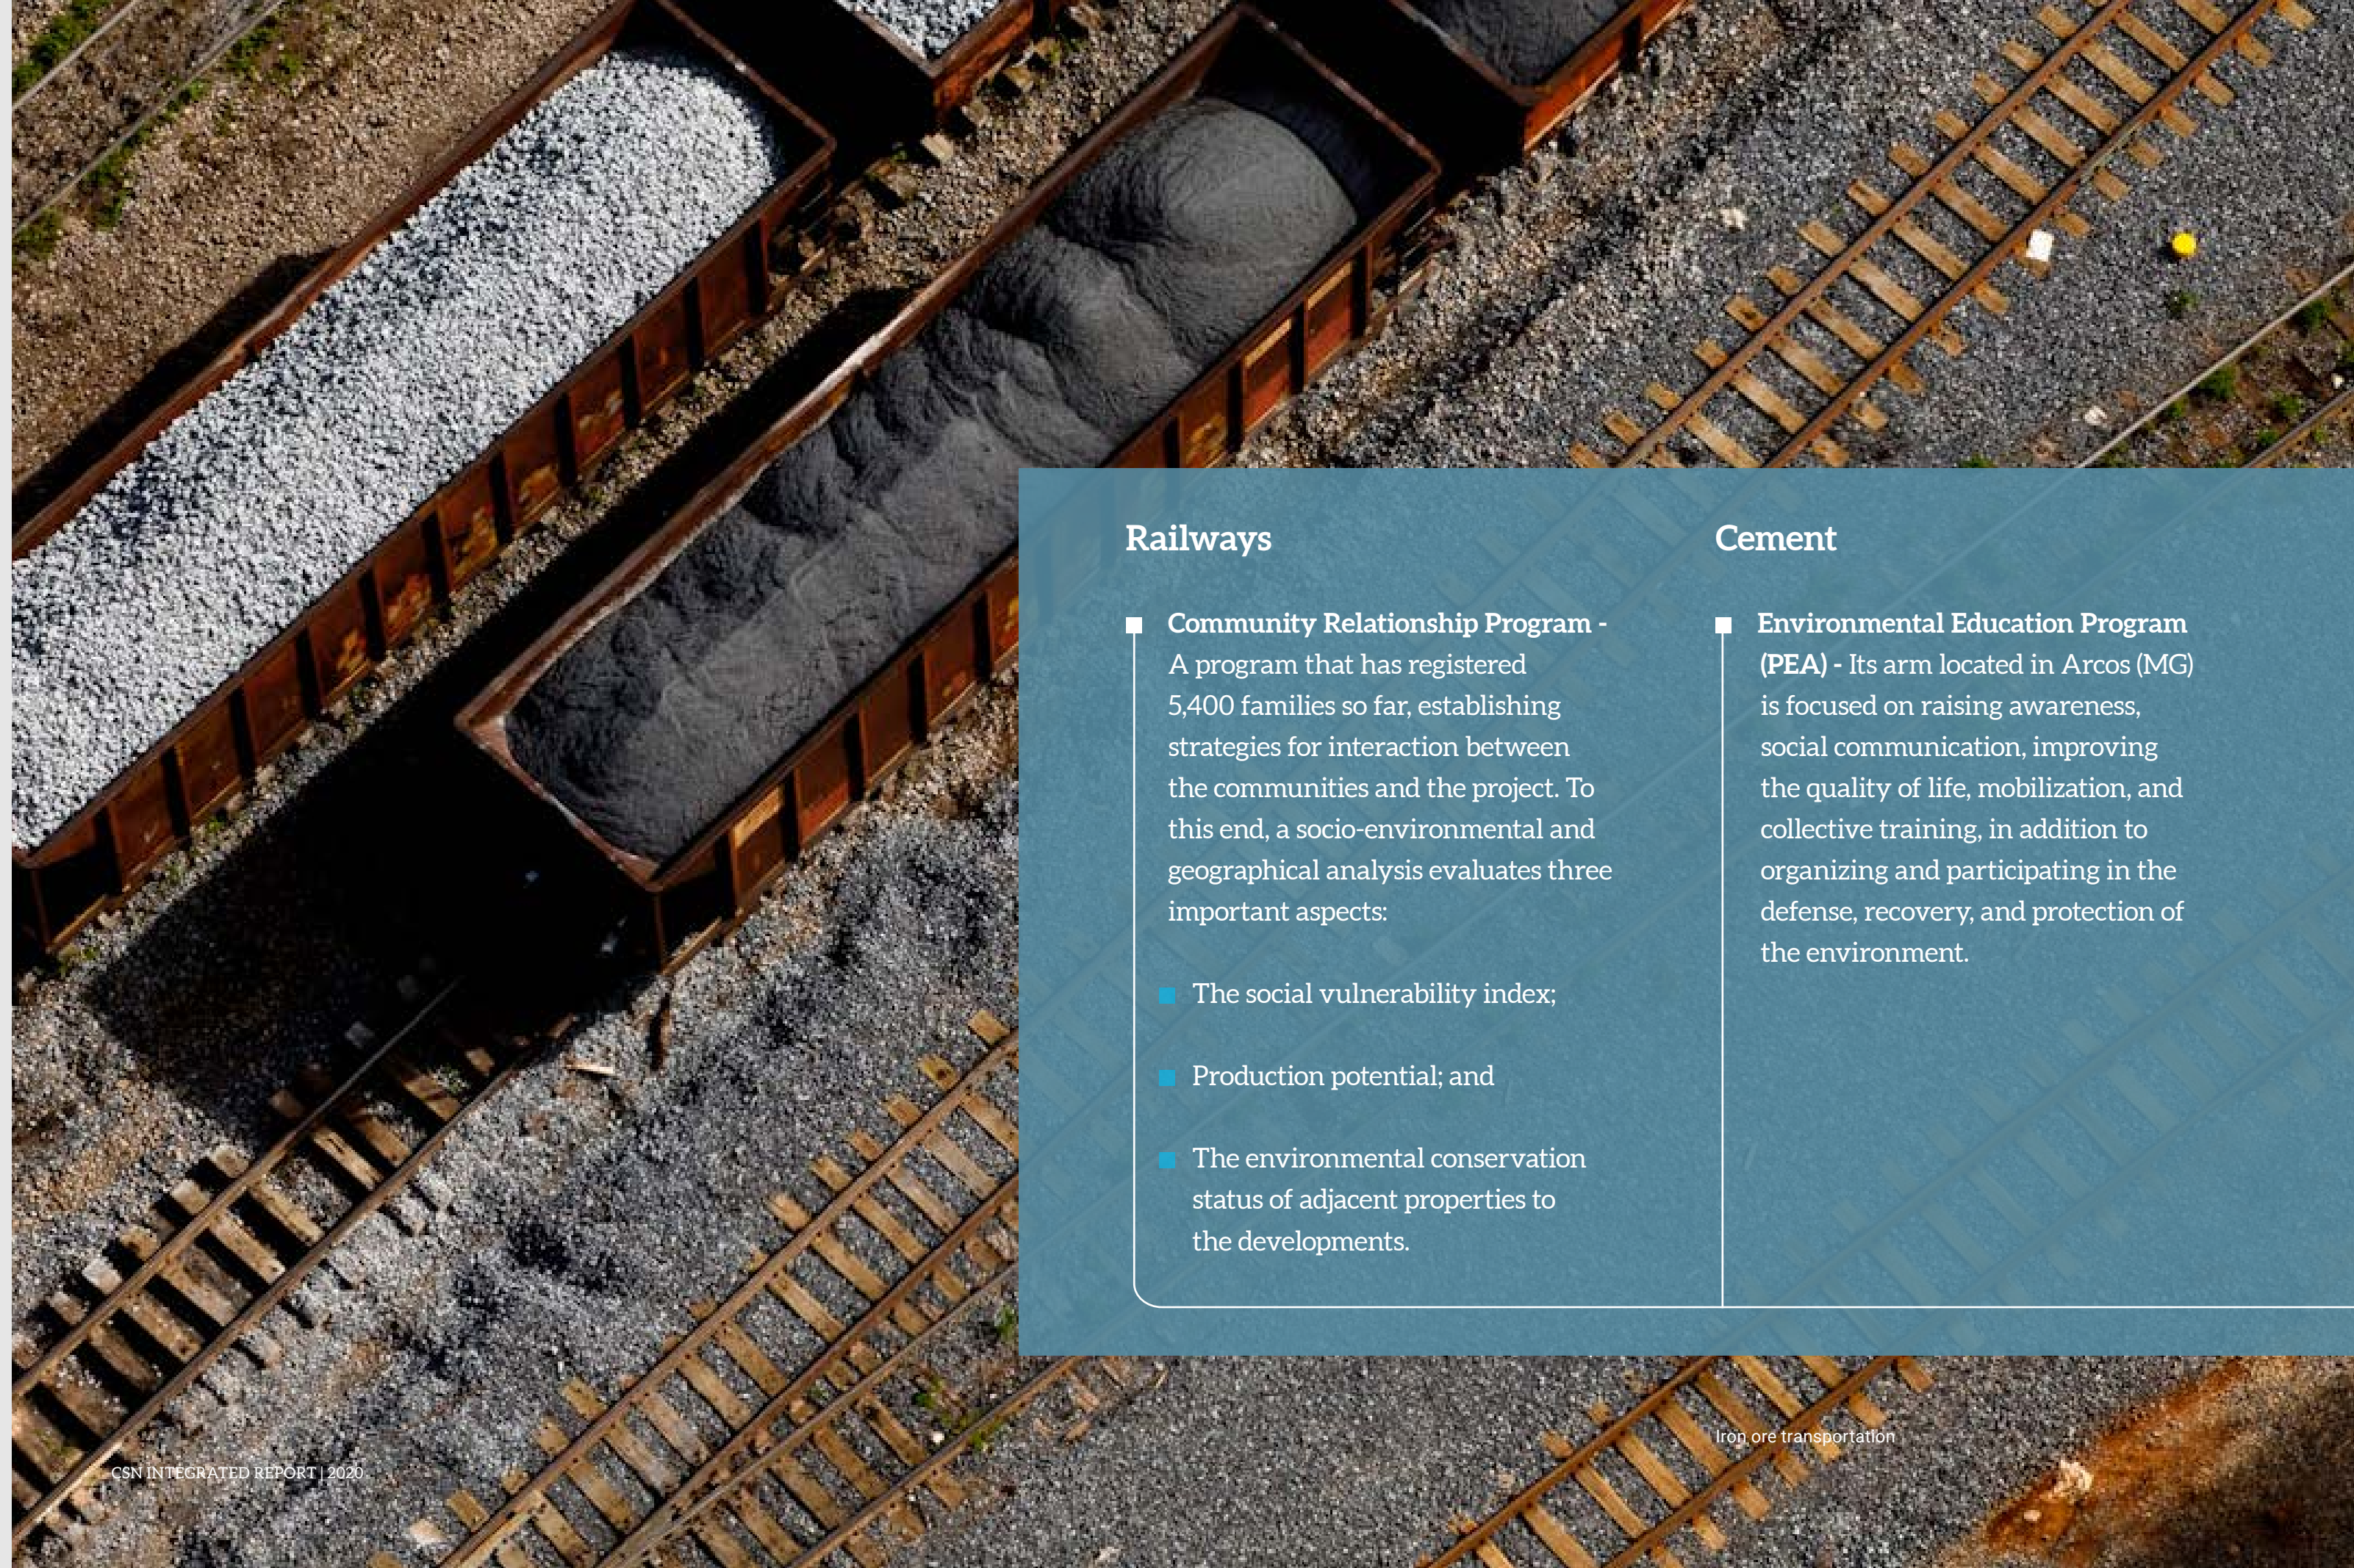 Railways
Community Relationship Program -
A program that has registered
5,400 families so far, establishing
strategies for interaction between
the communities and the project. To
this end, a socio-environmental and
geographical analysis evaluates three
important aspects:
The social vulnerability index;
Production potential; and
The environmental conservation
status of adjacent properties to
the developments.
Cement
Environmental Education Program
(PEA) - Its arm located in Arcos (MG)
is focused on raising awareness,
social communication, improving
the quality of life, mobilization, and
collective training, in addition to
organizing and participating in the
defense, recovery, and protection of
the environment.
Iron ore transportation
CSN INTEGRATED REPORT | 2020